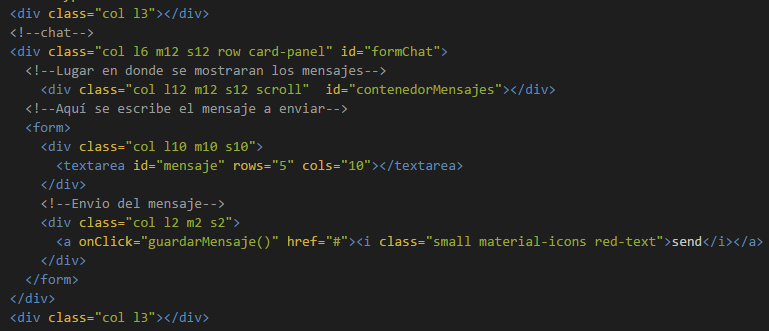 <div class="col l3"></div>
<!--chat-->
<div class="col l6 m12 s12 row card-panel" id="formChat">
<!--Lugar en donde se mostraran los mensajes-->
<div class="col l12 m12 s12 scroll"  id="contenedorMensajes"></div>
<!--Aquí se escribe el mensaje a enviar-->
<form>
<div class="col l10 m10 s10">
<textarea id="mensaje" rows="5" cols="10"></textarea>
</div>
<!--Envio del mensaje-->
<div class="col l2 m2 s2">
<a onClick="guardarMensaje()" href="#"><i class="small material-icons red-text">send</i></a>
</div>
</form>
</div>
<div class="col l3"></div>